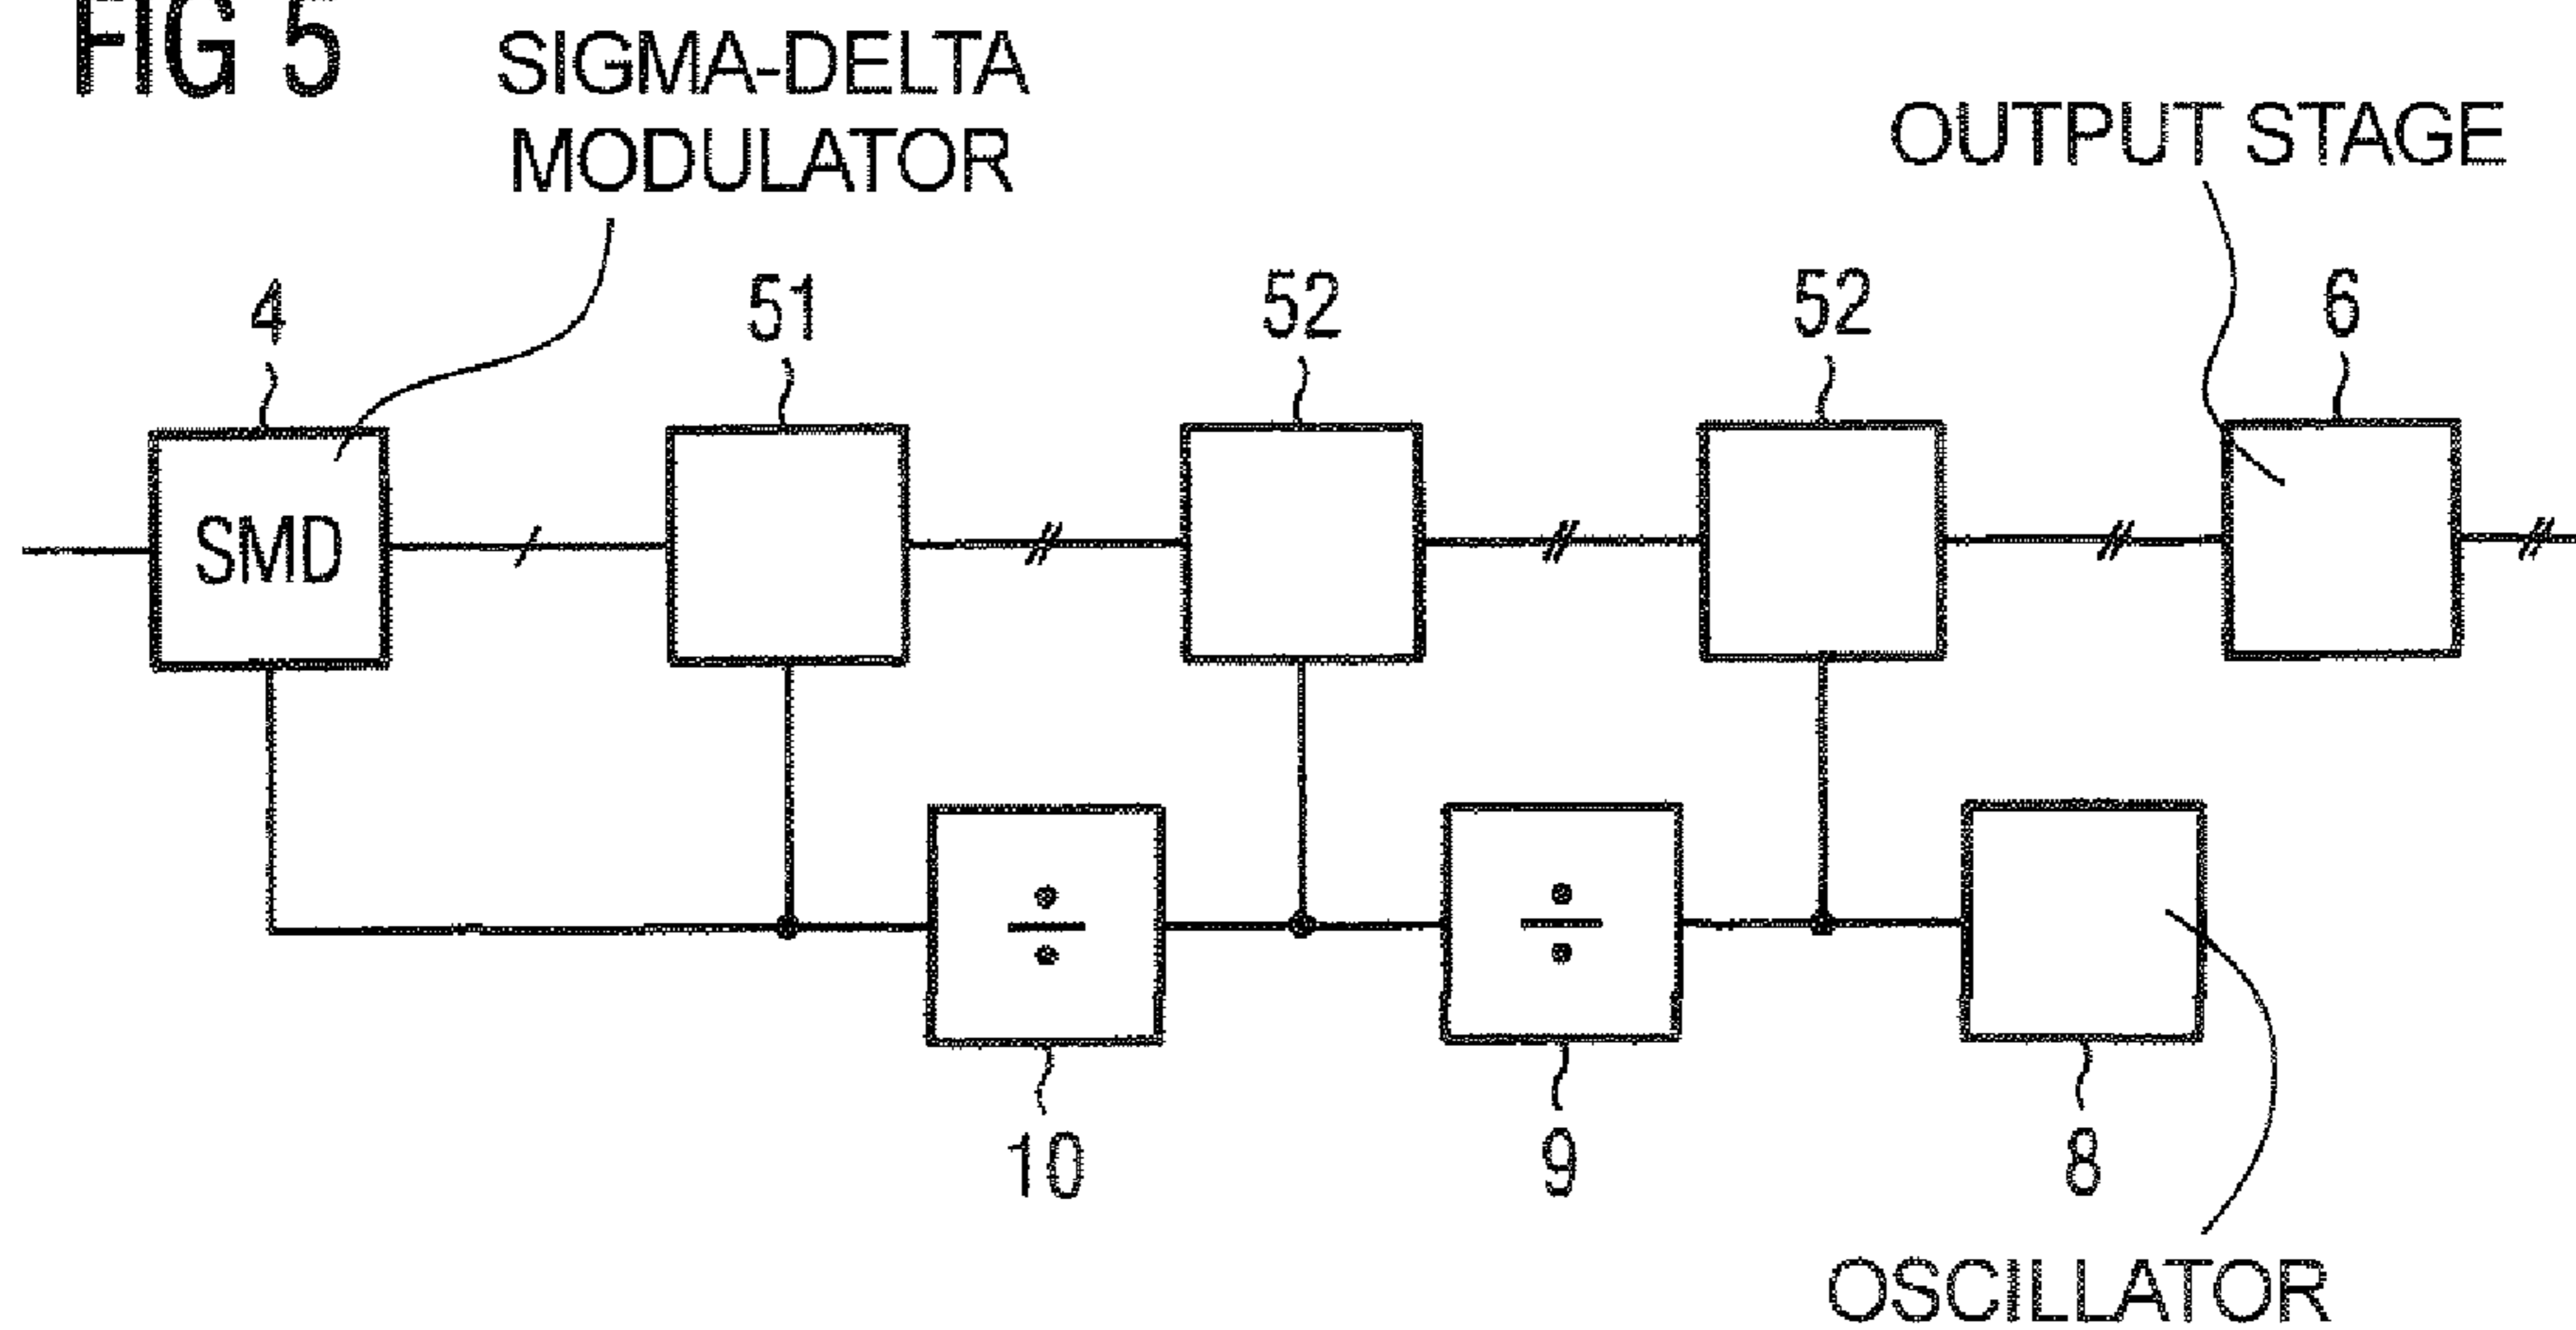 FIG 5
SIGMA-DELTA
MODULATOR
OUTPUT STAGE
4
51
52
52
6
SMD
÷
÷
10
9
8
OSCILLATOR